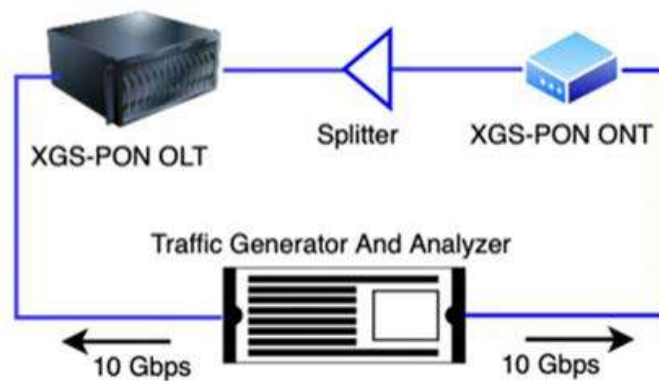 Splitter
XGS-PON OLT
XGS-PON ONT
Traffic Generator And Analyzer
10 Gbps
10 Gbps